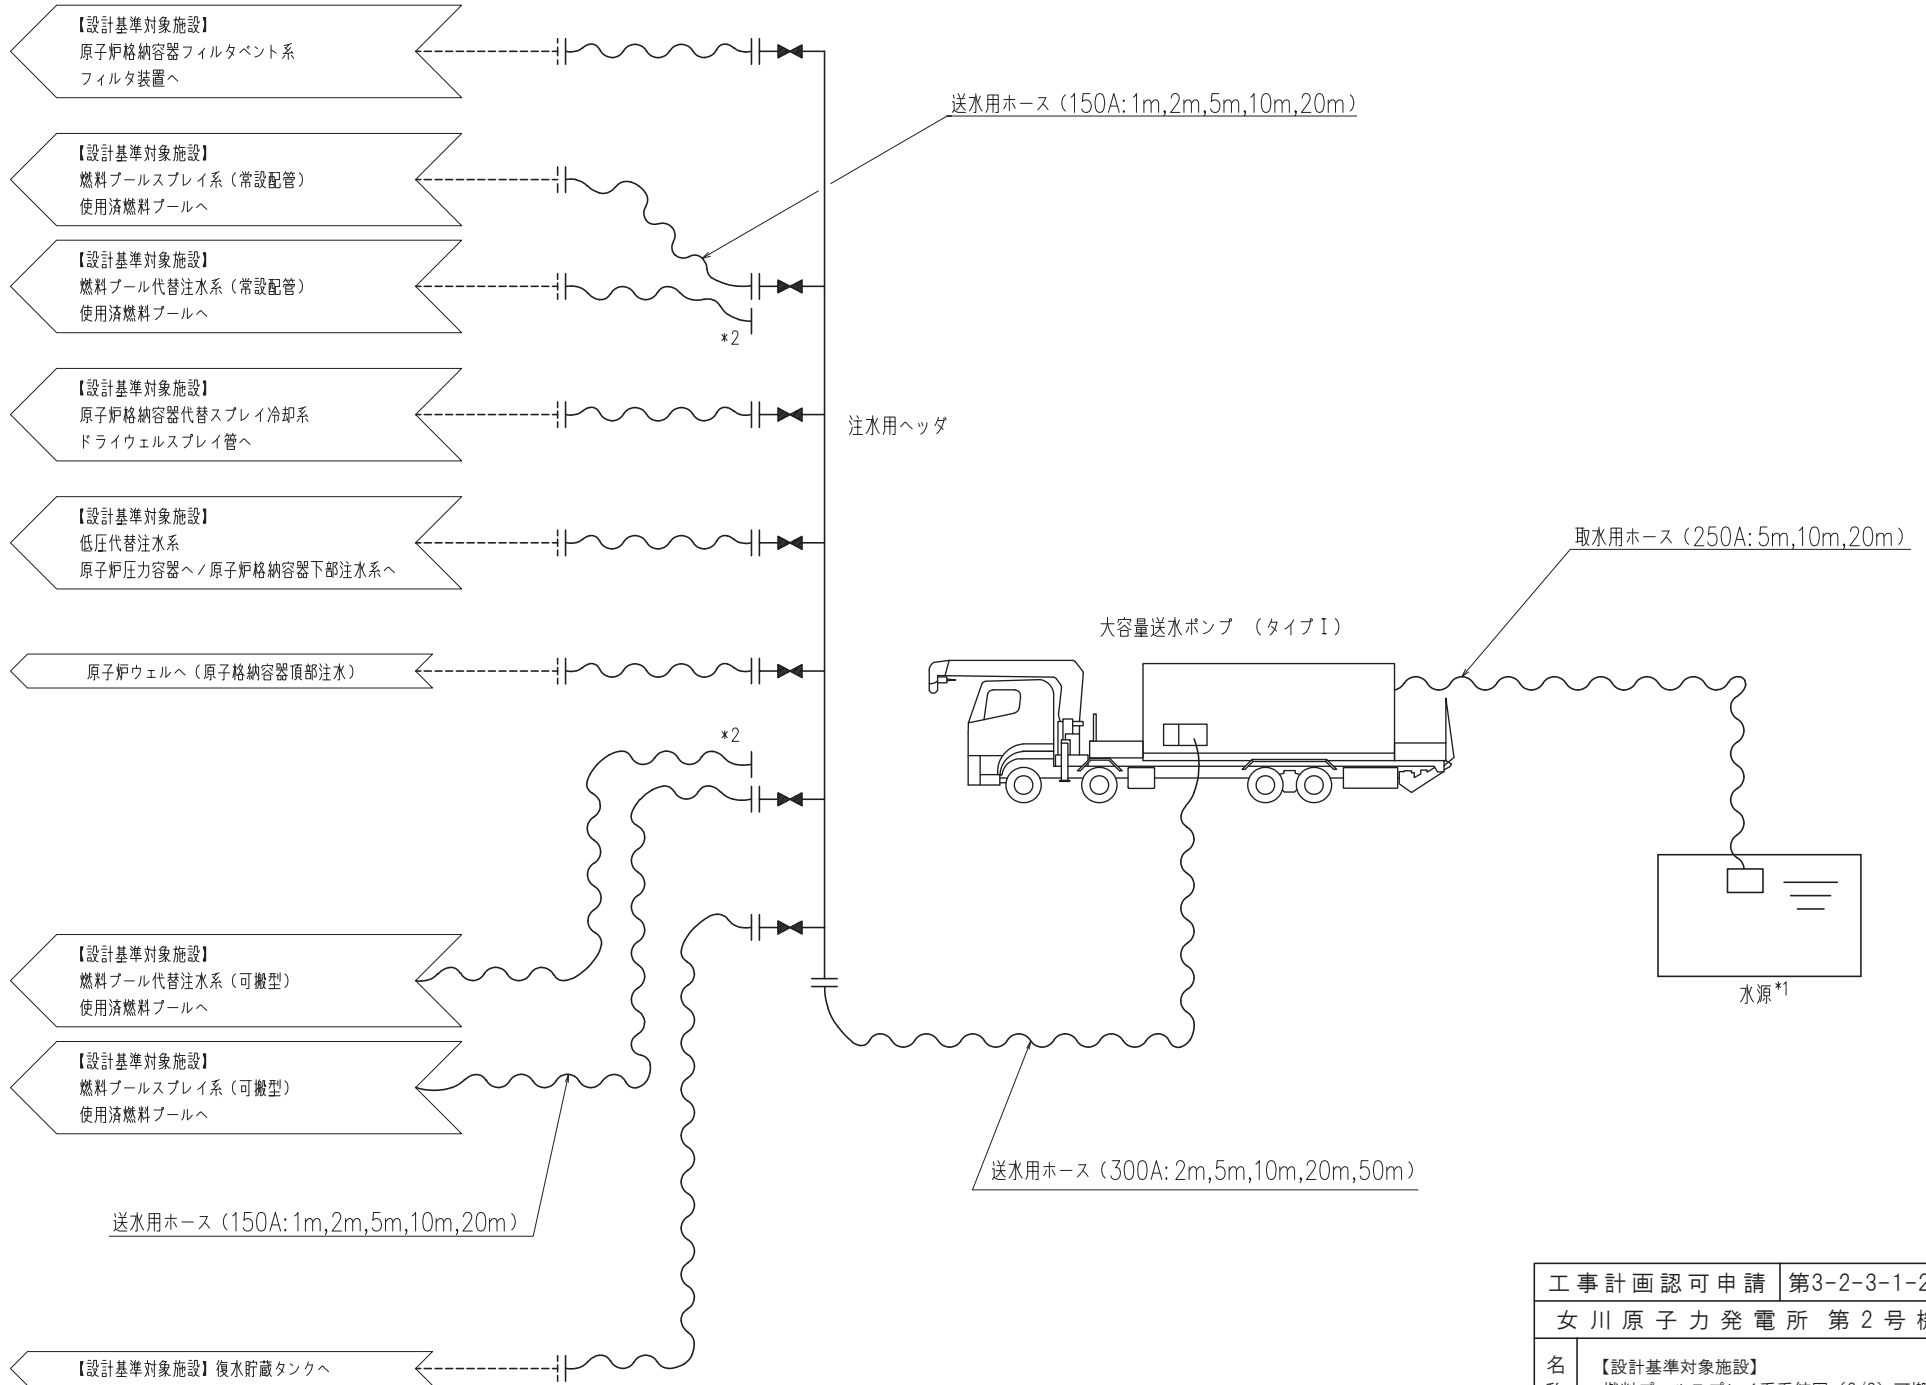 【設計基準対象施設】
原子炉格納容器フィルタベント系
フィルタ装置へ
送水用ホース（150A:1m,2m,5m,10m,20m）
【設計基準対象施設】
燃料プールスプレイ系（常設配管）
使用済燃料プールへ
【設計基準対象施設】
燃料プール代替注水系（常設配管）
使用済燃料プールへ
*2
【設計基準対象施設】
原子炉格納容器代替スプレイ冷却系
ドライウェルスプレイ管へ
注水用ヘッダ
【設計基準対象施設】
低圧代替注水系
原子炉圧力容器へ／原子炉格納容器下部注水系へ
取水用ホース（250A:5m,10m,20m）
大容量送水ポンプ （タイプⅠ）
原子炉ウェルへ（原子格納容器頂部注水）
*2
【設計基準対象施設】
燃料プール代替注水系（可搬型）
使用済燃料プールへ
水源*1
【設計基準対象施設】
燃料プールスプレイ系（可搬型）
使用済燃料プールへ
送水用ホース（300A:2m,5m,10m,20m,50m）
送水用ホース（150A:1m,2m,5m,10m,20m）
工事計画認可申請 第3-2-3-1-2
女川原子力発電所 第2号
【設計基準対象施設】復水貯蔵タンクへ
名
【設計基準対象施設】